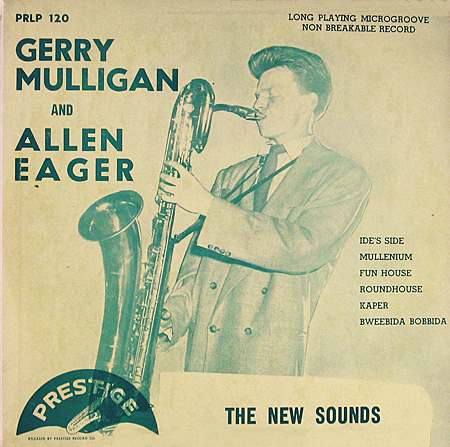 PRLP 120
LONG PLAYING MICROGROOVE
NON BREAKABLE RECORD
GERRY
MULLIGAN
AND
ALLEN
EAGER
IDE'S SIDE
MULLENIUM
FUN HOUSE
ROUNDHOUSE
KAPER
BWEEBIDA BOBBIDA
PRESTIGE
RELEASED BY PRESTIGE RECORD CO.
THE NEW SOUNDS